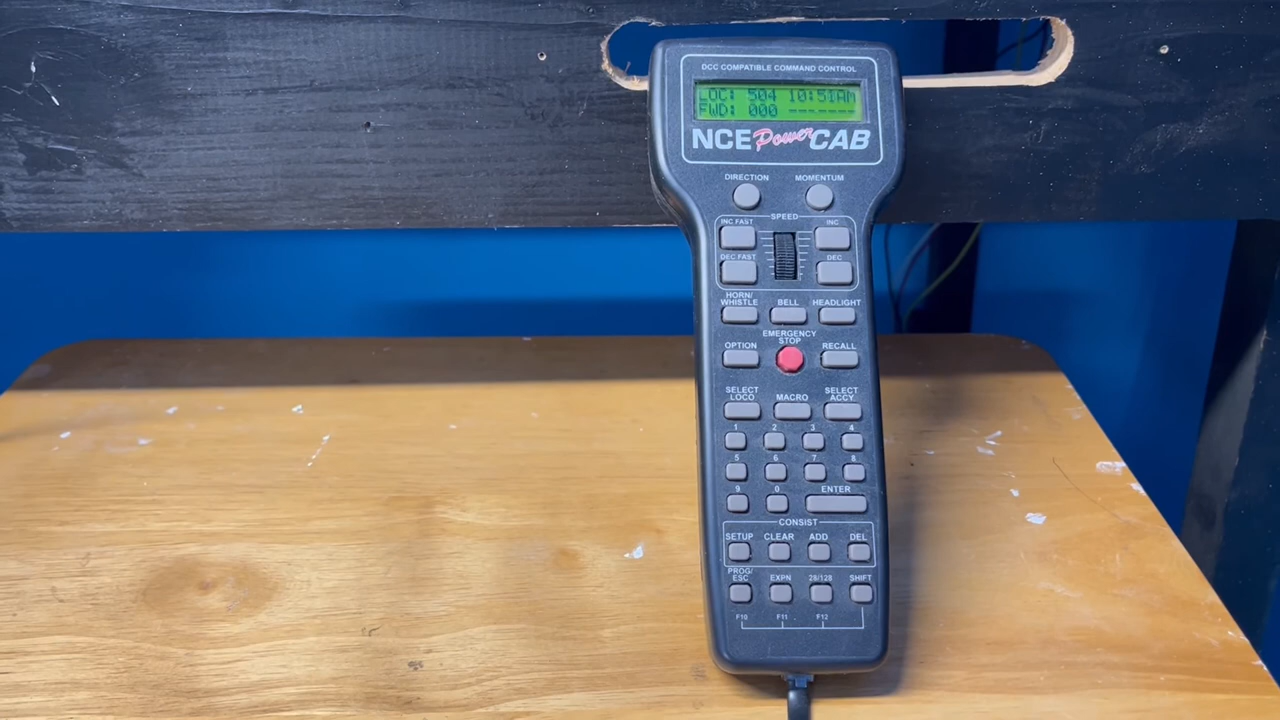 DCC COMPATIBLE COMMAND CONTROL
LOC: 504 10:51AM
FWD: 000 -------
NCE Power CAB
DIRECTION MOMENTUM
SPEED
INC FAST INC
DEC FAST DEC
HORN/
WHISTLE BELL HEADLIGHT
EMERGENCY
STOP
OPTION RECALL
SELECT
LOCO MACRO SELECT
ACCY.
1 2 3 4
5 6 7 8
9 0 ENTER
CONSIST
SETUP CLEAR ADD DEL
PROG/
ESC EXPN 28/128 SHIFT
F10 F11 F12